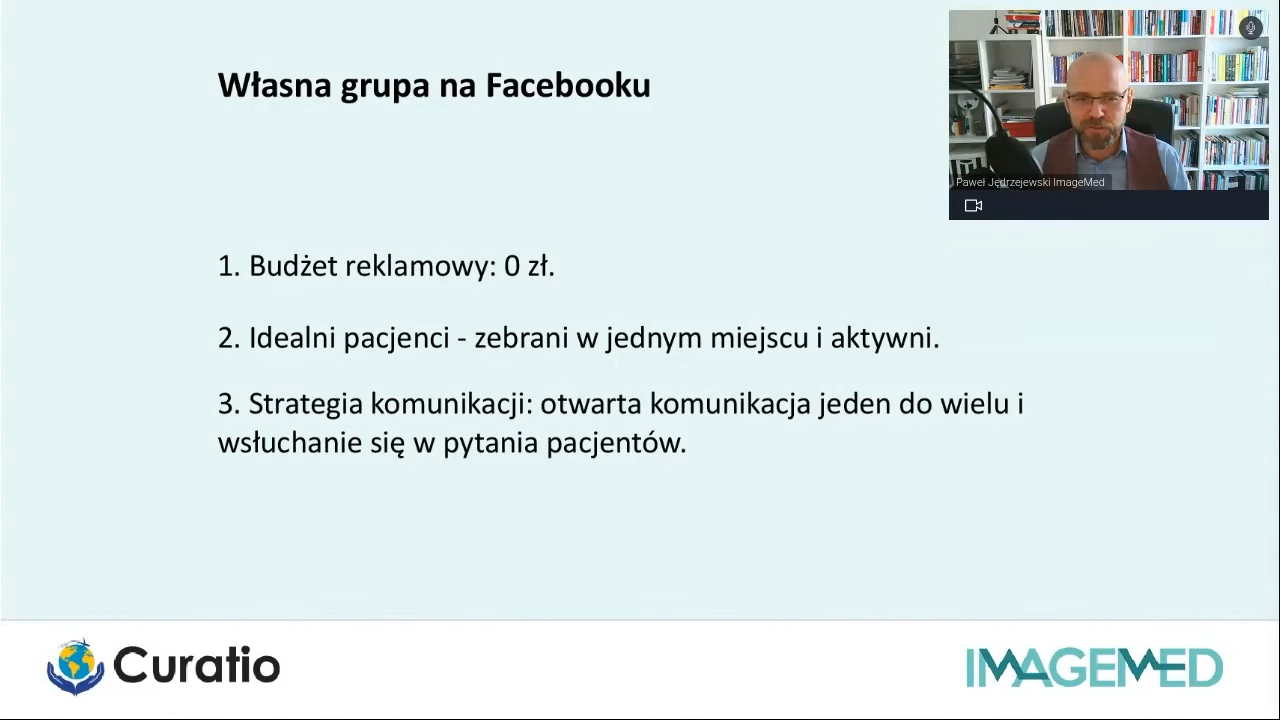 Własna grupa na Facebooku
Paweł Jędrzejewski ImageMed
1. Budżet reklamowy: 0 zł.
2. Idealni pacjenci - zebrani w jednym miejscu i aktywni.
3. Strategia komunikacji: otwarta komunikacja jeden do wielu i
wsłuchanie się w pytania pacjentów.
Curatio
IMAGEMED